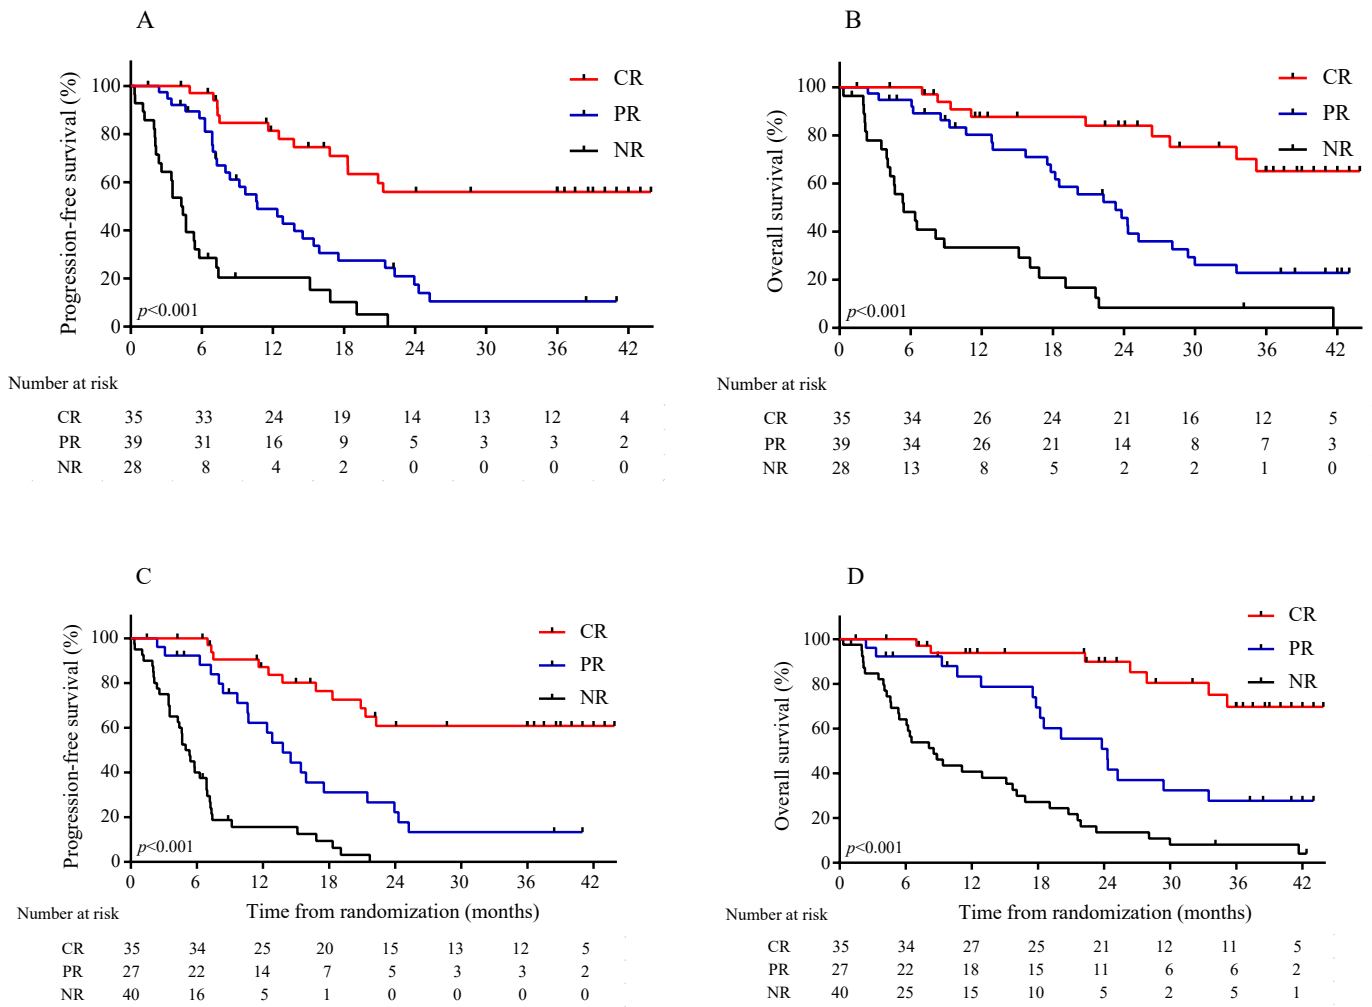 A
Progression-free survival (%)
100
80
60
40
20
0
CR
PR
NR
p<0.001
0 6 12 18 24 30 36 42
Number at risk
CR 35 33 24 19 14 13 12 4
PR 39 31 16 9 5 3 3 2
NR 28 8 4 2 0 0 0 0
B
Overall survival (%)
100
80
60
40
20
0
CR
PR
NR
p<0.001
0 6 12 18 24 30 36 42
Number at risk
CR 35 34 26 24 21 16 12 5
PR 39 34 26 21 14 8 7 3
NR 28 13 8 5 2 2 1 0
C
Progression-free survival (%)
100
80
60
40
20
0
CR
PR
NR
p<0.001
0 6 12 18 24 30 36 42
Time from randomization (months)
Number at risk
CR 35 34 25 20 15 13 12 5
PR 27 22 14 7 5 3 3 2
NR 40 16 5 1 0 0 0 0
D
Overall survival (%)
100
80
60
40
20
0
CR
PR
NR
p<0.001
0 6 12 18 24 30 36 42
Time from randomization (months)
Number at risk
CR 35 34 27 25 21 12 11 5
PR 27 22 18 15 11 6 6 2
NR 40 25 15 10 5 2 5 1